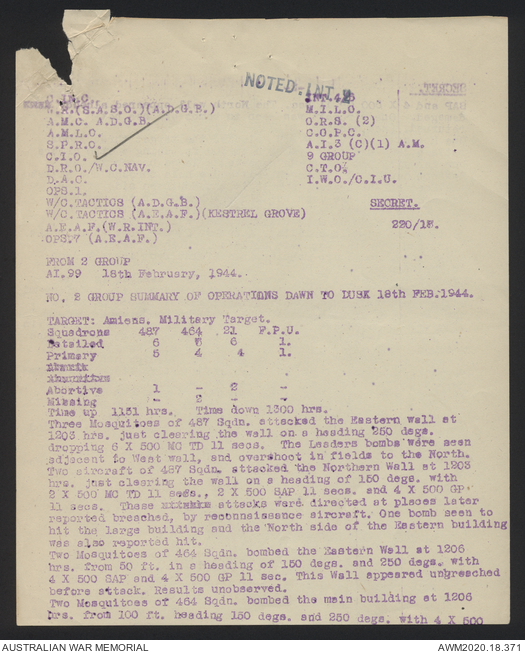 NOTED. INT.
C.IN.C.
A.R.(S.A.S.O.)(A.D.G.B.)
A.M.C. A.D.G.B.
A.M.L.O.
S.P.R.O.
C.I.O.
D.R.O./W.C.NAV.
D.A.C.
OPS.1.
W/C.TACTICS (A.D.G.B.)
W/C.TACTICS (A.E.A.F.)(KESTREL GROVE)
A.E.A.F.(W.R.INT.)
OPS.7 (A.E.A.F.)
INT.
M.I.L.O.
O.R.S. (2)
C.O.P.C.
A.I.3 (C)(1) A.M.
9 GROUP
C.T.O.
I.W.O./C.I.U.
SECRET.
220/15.
FROM 2 GROUP
AI.99 18th February, 1944.
NO. 2 GROUP SUMMARY OF OPERATIONS DAWN TO DUSK 18th FEB.1944.
TARGET: Amiens, Military Target.
Squadrons 487 464 21 F.P.U.
Detailed 6 6 1.
Primary 5 4 4 1.
Abortive 1 - 2 -
Missing - 2 - -
Time up 1131 hrs. Time down 1300 hrs.
Three Mosquitoes of 487 Sqdn. attacked the Eastern wall at
1203 hrs. just clearing the wall on a heading 250 degs.
dropping 6 X 500 MC TD 11 secs. The Leaders bombs were seen
adjacent to West wall, and overshoot in fields to the North.
Two aircraft of 487 Sqdn. attacked the Northern Wall at 1203
hrs. just clearing the wall on a heading of 150 degs. with
2 X 500 MC TD 11 secs., 2 X 500 SAP 11 secs. and 4 X 500 GP
11 secs. These attacks were directed at places later
reported breached, by reconnaissance aircraft. One bomb seen to
hit the large building and the North side of the Eastern building
was also reported hit.
Two Mosquitoes of 464 Sqdn. bombed the Eastern Wall at 1206
hrs. from 50 ft. in a heading of 150 degs. and 250 degs. with
4 X 500 SAP and 4 X 500 GP 11 sec. This Wall appeared unbreached
before attack. Results unobserved.
Two Mosquitoes of 464 Sqdn. bombed the main building at 1206
hrs. from 100 ft. heading 150 degs. and 250 degs. with 4 X 500
AUSTRALIAN WAR MEMORIAL
AWM2020.18.371